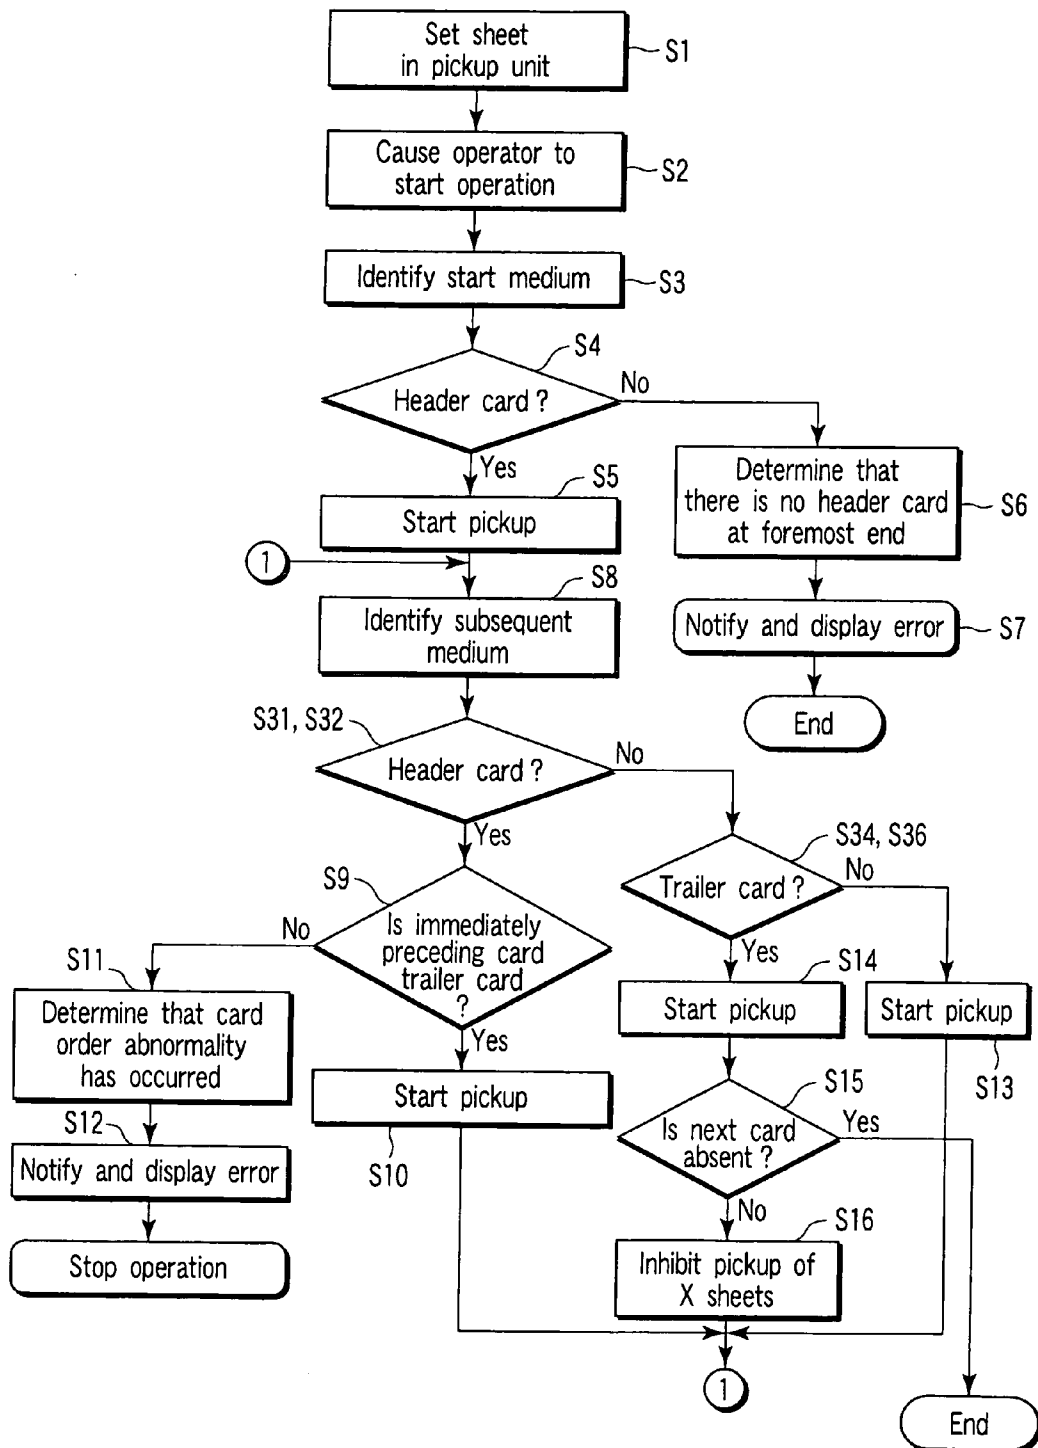 Set sheet
in pickup unit
S1
Cause operator to
start operation
S2
Identify start medium
S3
S4
Header card ?
No
Yes
S5
Start pickup
Determine that
there is no header card
at foremost end
S6
1
S8
Identify subsequent
medium
Notify and display error
S7
End
S31, S32
Header card ?
No
Yes
S34, S36
Trailer card ?
No
Yes
S9
Is immediately
preceding card
trailer card
?
No
Yes
S11
Determine that card
order abnormality
has occurred
S14
Start pickup
Start pickup
S13
Start pickup
S10
S12
Notify and display error
S15
Is next card
absent ?
Yes
No
Stop operation
S16
Inhibit pickup of
X sheets
1
End